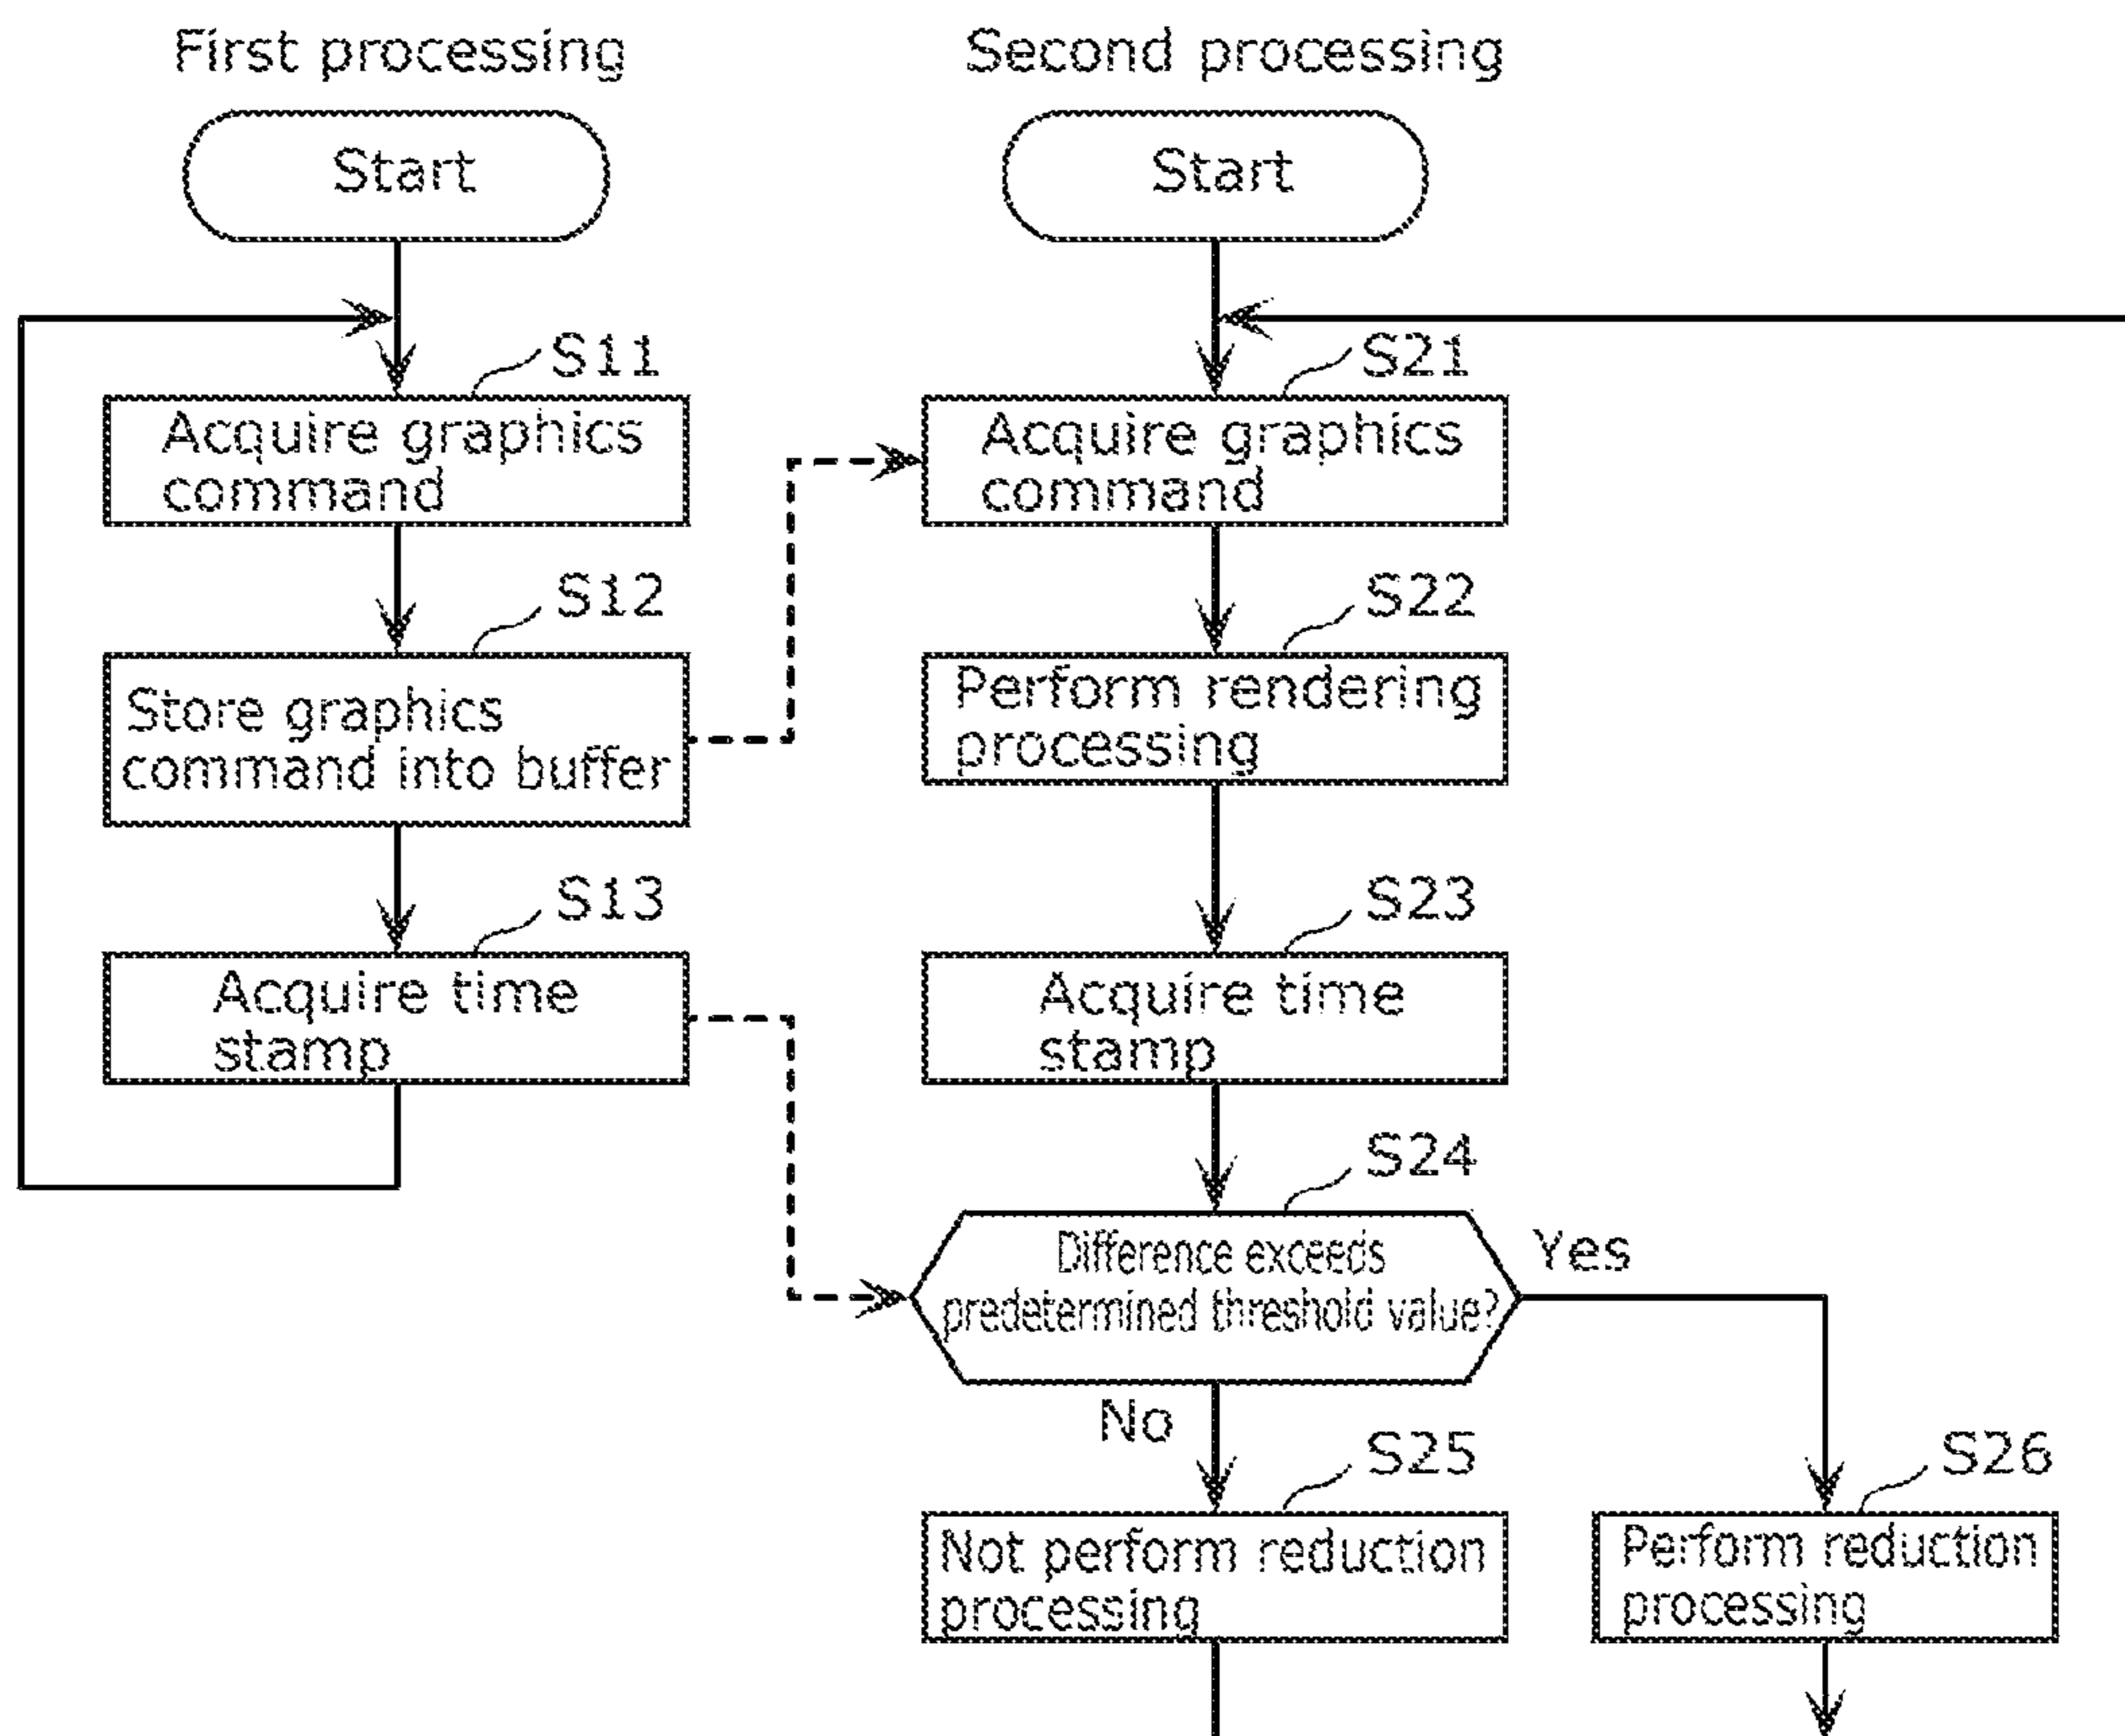 First processing
Start
S11
Acquire graphics
command
S12
Store graphics
command into buffer
S13
Acquire time
stamp
Second processing
Start
S21
Acquire graphics
command
S22
Perform rendering
processing
S23
Acquire time
stamp
S24
Difference exceeds
predetermined threshold value?
Yes
No
S25
Not perform reduction
processing
S26
Perform reduction
processing